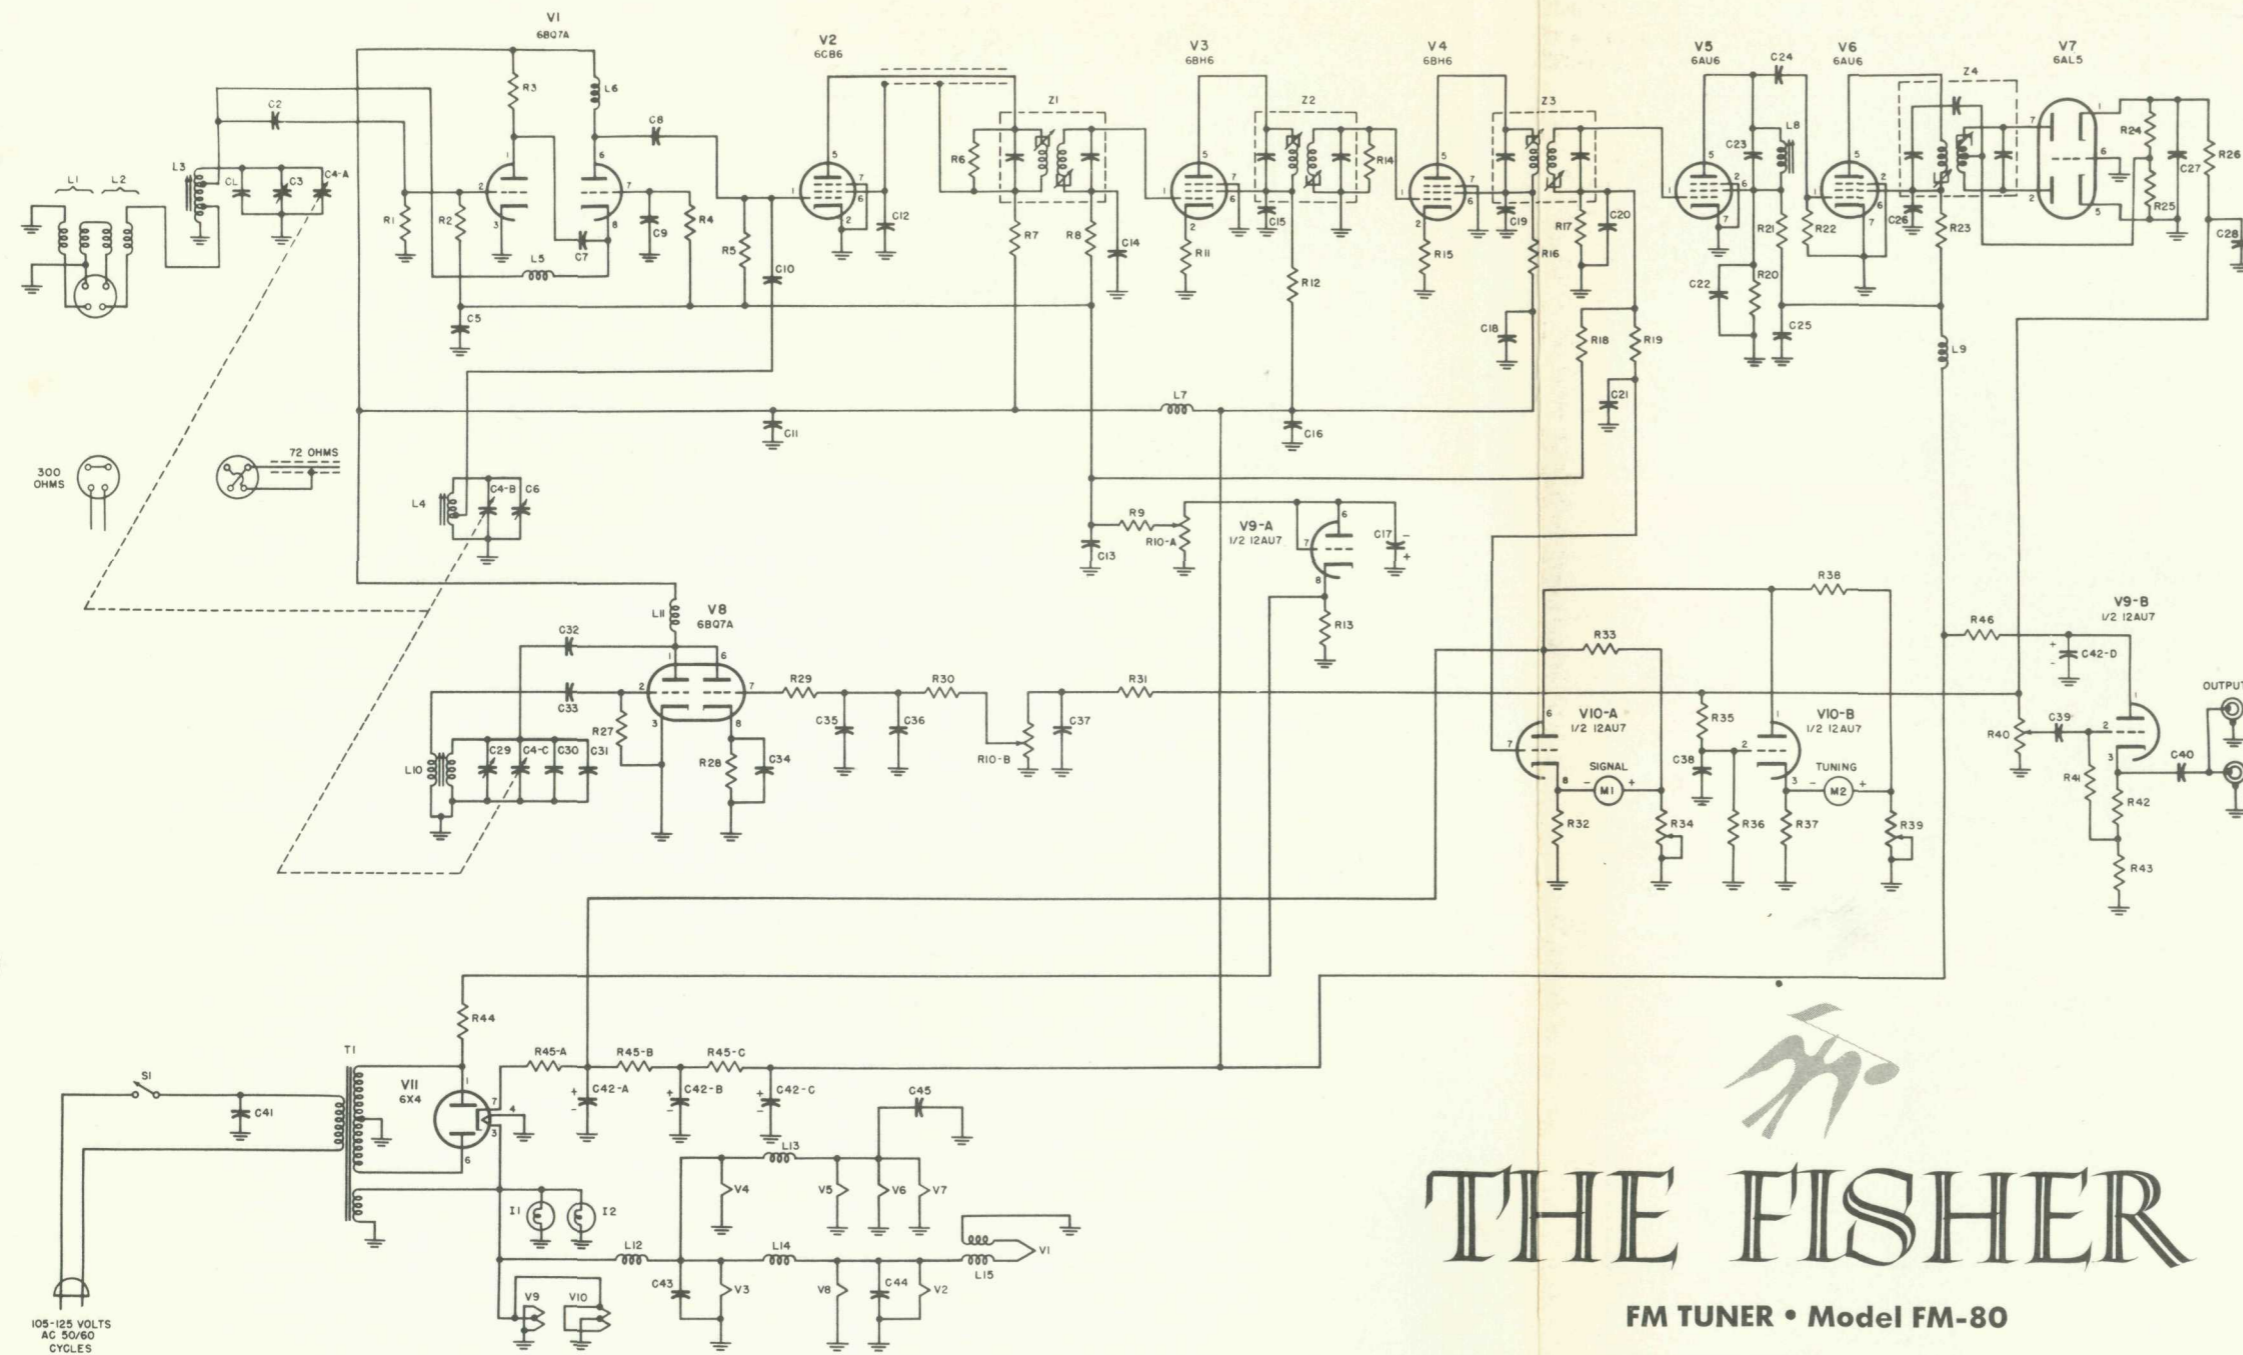 V1
6BQ7A
V2
6CB6
V3
6BH6
V4
6BH6
V5
6AU6
C24
V6
6AU6
Z4
V7
6AL5
R3
L6
C2
C8
Z1
Z2
Z3
L8
C23
R24
C27
R26
R25
L3
CL
C3
C4-A
L1
L2
R1
R2
C7
C9
R4
L5
R5
C10
C12
R6
R7
R8
C14
R11
C15
R12
R14
R15
C19
R16
R17
C20
R21
R22
C26
R23
C28
C5
C22
R20
C25
C18
R18
R19
L9
C21
L7
C11
C16
300
OHMS
72 OHMS
L4
C4-B
C6
R9
R10-A
C13
V9-A
1/2 12AU7
C17
R13
L11
V8
6BQ7A
C32
C33
R27
R28
C34
R29
C35
C36
R30
R10-B
C37
R31
L10
C29
C4-C
C30
C31
R38
R33
R46
V9-B
1/2 12AU7
C42-D
OUTPUT
V10-A
1/2 12AU7
R35
C38
V10-B
1/2 12AU7
SIGNAL
M1
TUNING
M2
R32
R34
R36
R37
R39
R40
C39
R41
R42
R43
C40
R44
T1
S1
C41
V11
6X4
R45-A
R45-B
R45-C
C42-A
C42-B
C42-C
C45
L13
V4
V5
V6
V7
I1
I2
L12
L14
L15
V1
C43
V3
V8
C44
V2
V9
V10
105-125 VOLTS
AC 50/60
CYCLES
THE FISHER
FM TUNER • Model FM-80